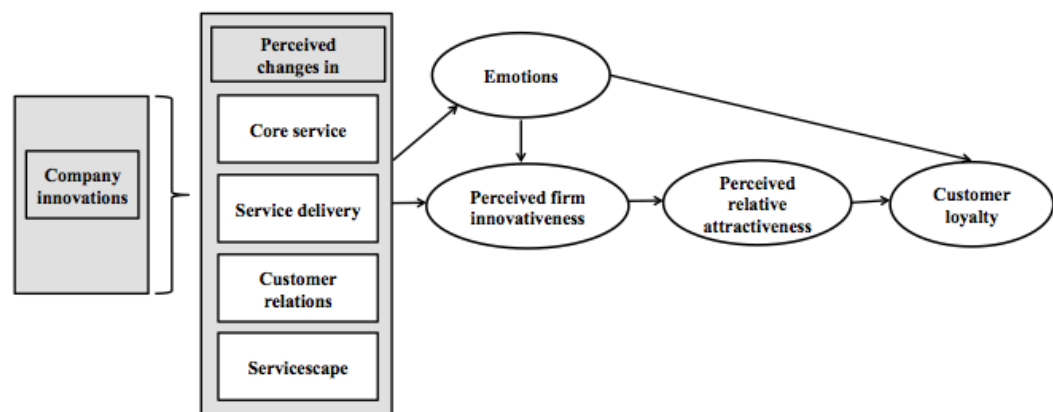 Company
innovations
Perceived
changes in
Core service
Service delivery
Customer
relations
Servicescape
Emotions
Perceived firm
innovativeness
Perceived
relative
attractiveness
Customer
loyalty